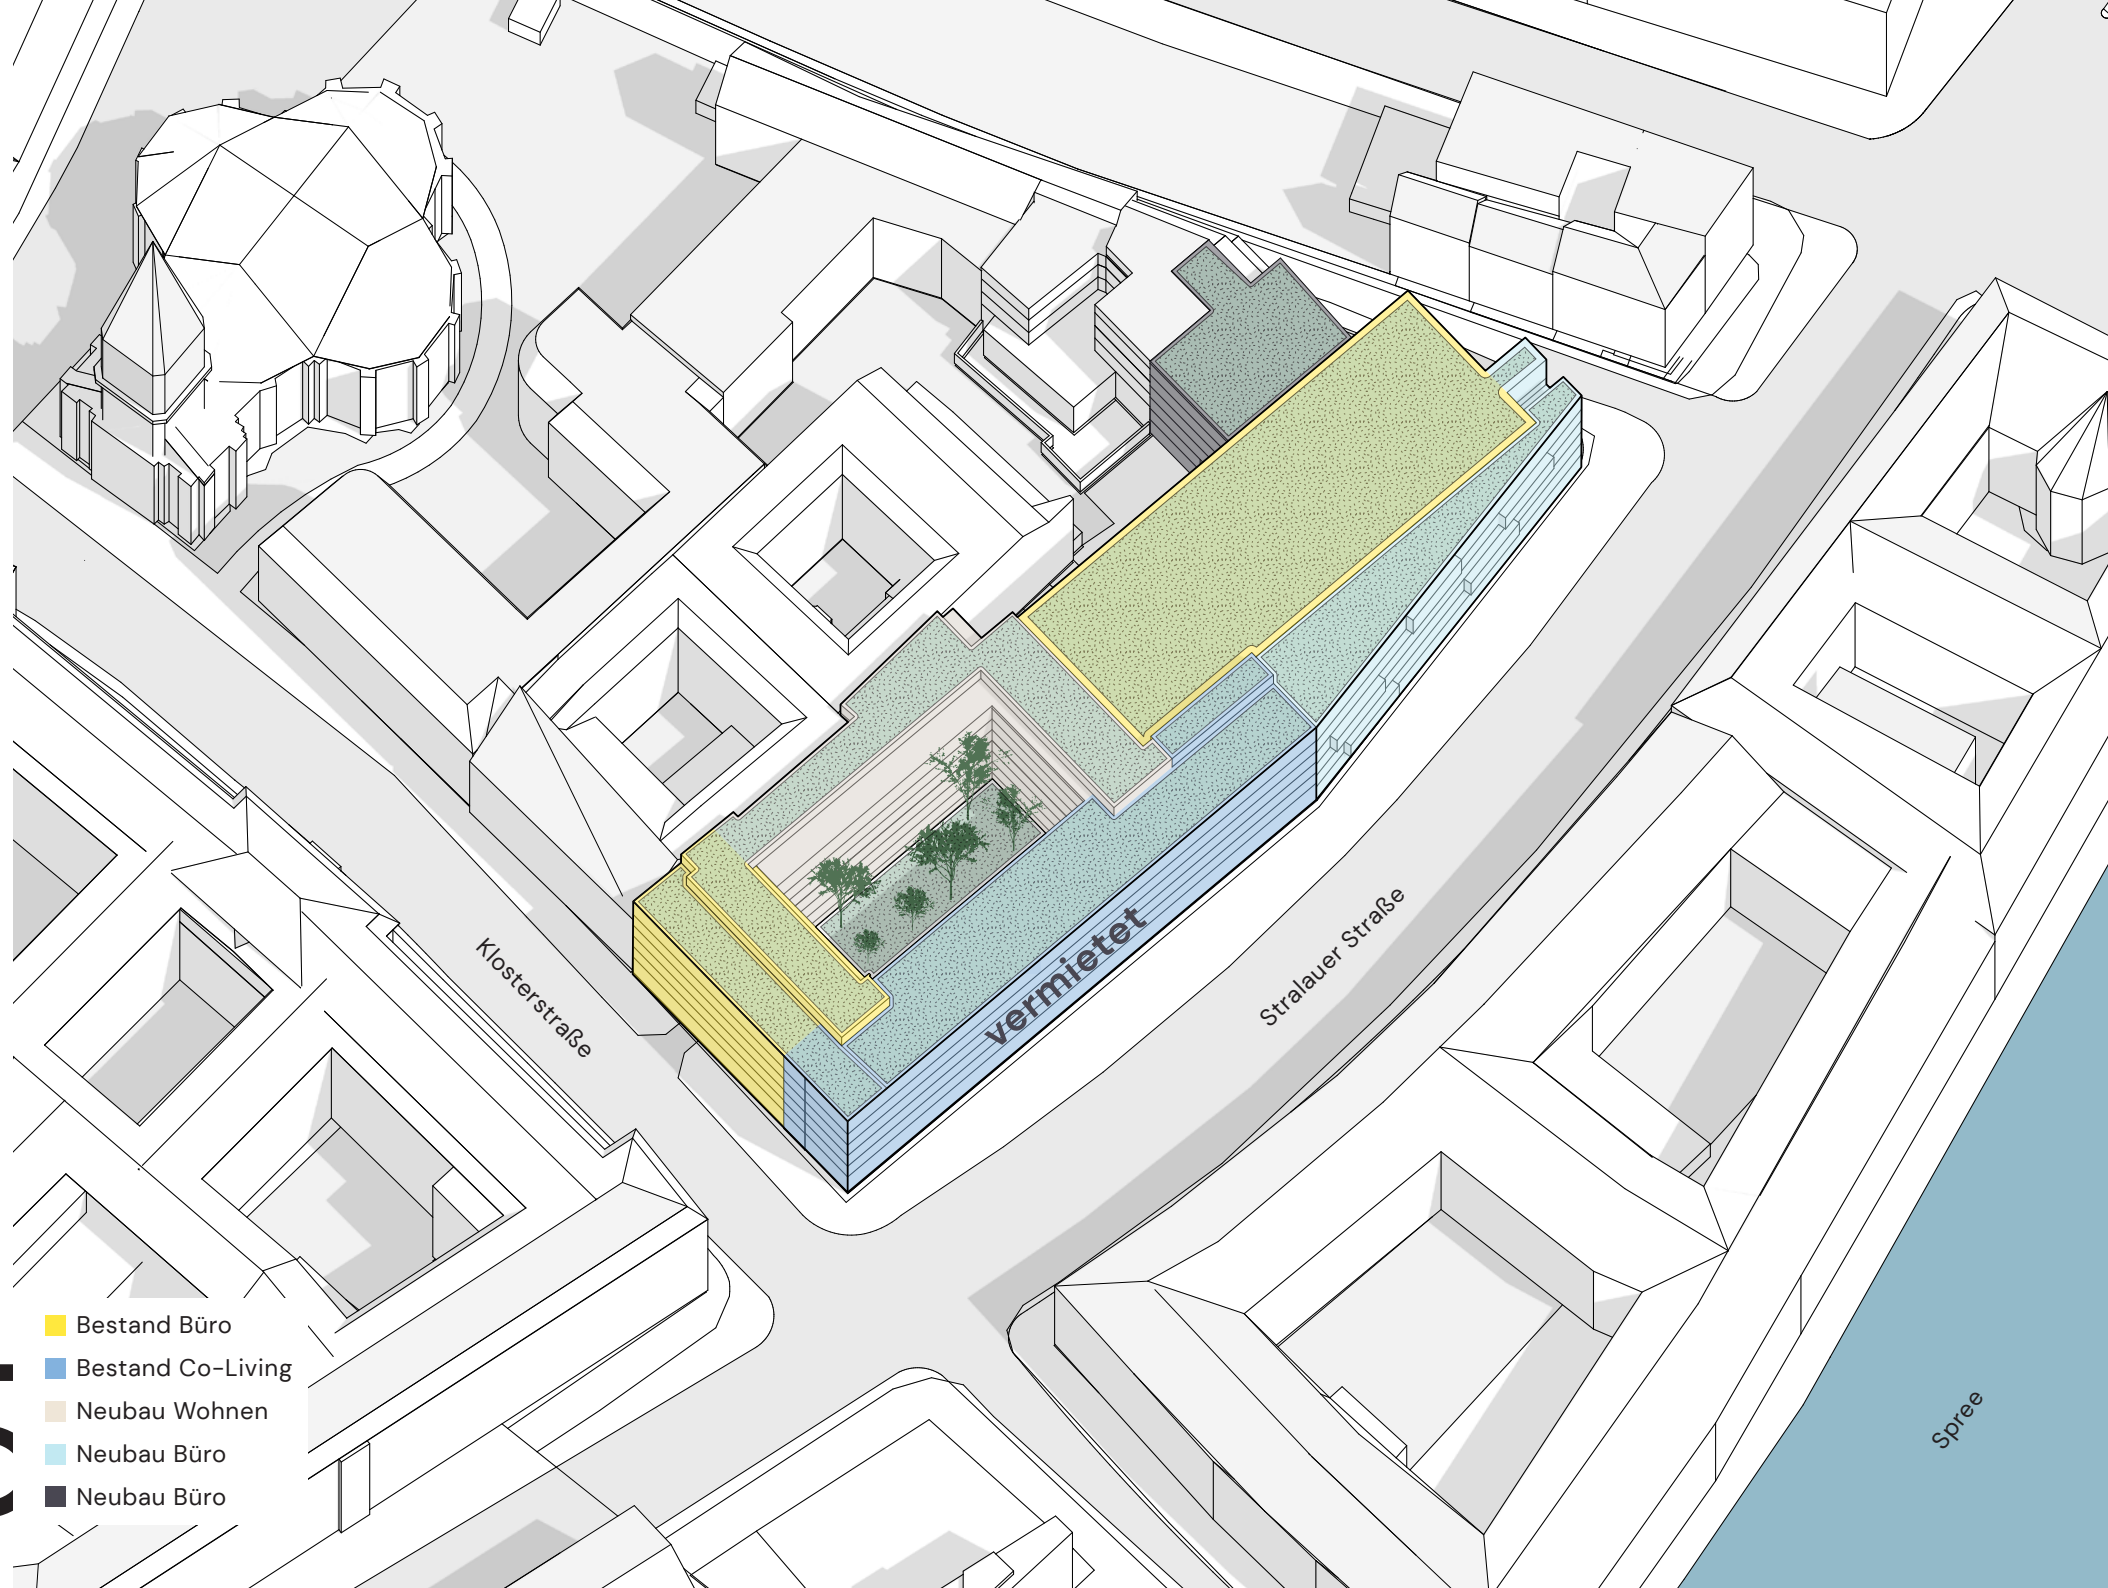 Klosterstraße
vermietet
Stralauer Straße
Spree
Bestand Büro
Bestand Co-Living
Neubau Wohnen
Neubau Büro
Neubau Büro